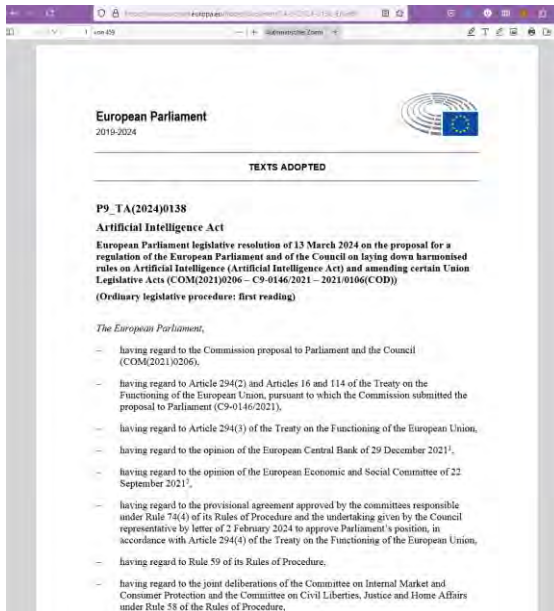 europa.eu
1 von 459
— | + Automatischer Zoom
European Parliament
2019-2024
TEXTS ADOPTED
P9_TA(2024)0138
Artificial Intelligence Act
European Parliament legislative resolution of 13 March 2024 on the proposal for a
regulation of the European Parliament and of the Council on laying down harmonised
rules on Artificial Intelligence (Artificial Intelligence Act) and amending certain Union
Legislative Acts (COM(2021)0206 – C9-0146/2021 – 2021/0106(COD))
(Ordinary legislative procedure: first reading)
The European Parliament,
– having regard to the Commission proposal to Parliament and the Council
(COM(2021)0206),
– having regard to Article 294(2) and Articles 16 and 114 of the Treaty on the
Functioning of the European Union, pursuant to which the Commission submitted the
proposal to Parliament (C9-0146/2021),
– having regard to Article 294(3) of the Treaty on the Functioning of the European Union,
– having regard to the opinion of the European Central Bank of 29 December 2021¹,
– having regard to the opinion of the European Economic and Social Committee of 22
September 2021²,
– having regard to the provisional agreement approved by the committees responsible
under Rule 74(4) of its Rules of Procedure and the undertaking given by the Council
representative by letter of 2 February 2024 to approve Parliament's position, in
accordance with Article 294(4) of the Treaty on the Functioning of the European Union,
– having regard to Rule 59 of its Rules of Procedure,
– having regard to the joint deliberations of the Committee on Internal Market and
Consumer Protection and the Committee on Civil Liberties, Justice and Home Affairs
under Rule 58 of the Rules of Procedure,